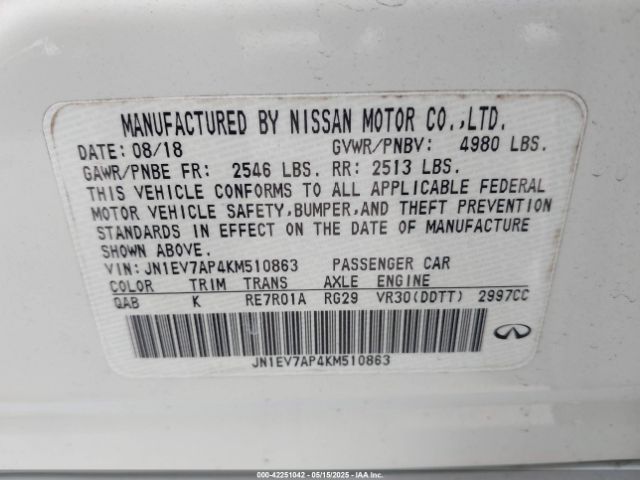 MANUFACTURED BY NISSAN MOTOR CO.,LTD.
DATE: 08/18 GVWR/PNBV: 4980 LBS.
GAWR/PNBE FR: 2546 LBS. RR: 2513 LBS.
THIS VEHICLE CONFORMS TO ALL APPLICABLE FEDERAL
MOTOR VEHICLE SAFETY,BUMPER,AND THEFT PREVENTION
STANDARDS IN EFFECT ON THE DATE OF MANUFACTURE
SHOWN ABOVE.
VIN: JN1EV7AP4KM510863 PASSENGER CAR
COLOR TRIM TRANS AXLE ENGINE
QAB K RE7R01A RG29 VR30(DDTT) 2997CC
JN1EV7AP4KM510863
INFINITI
000-42251042 - 05/15/2025 - IAA Inc.